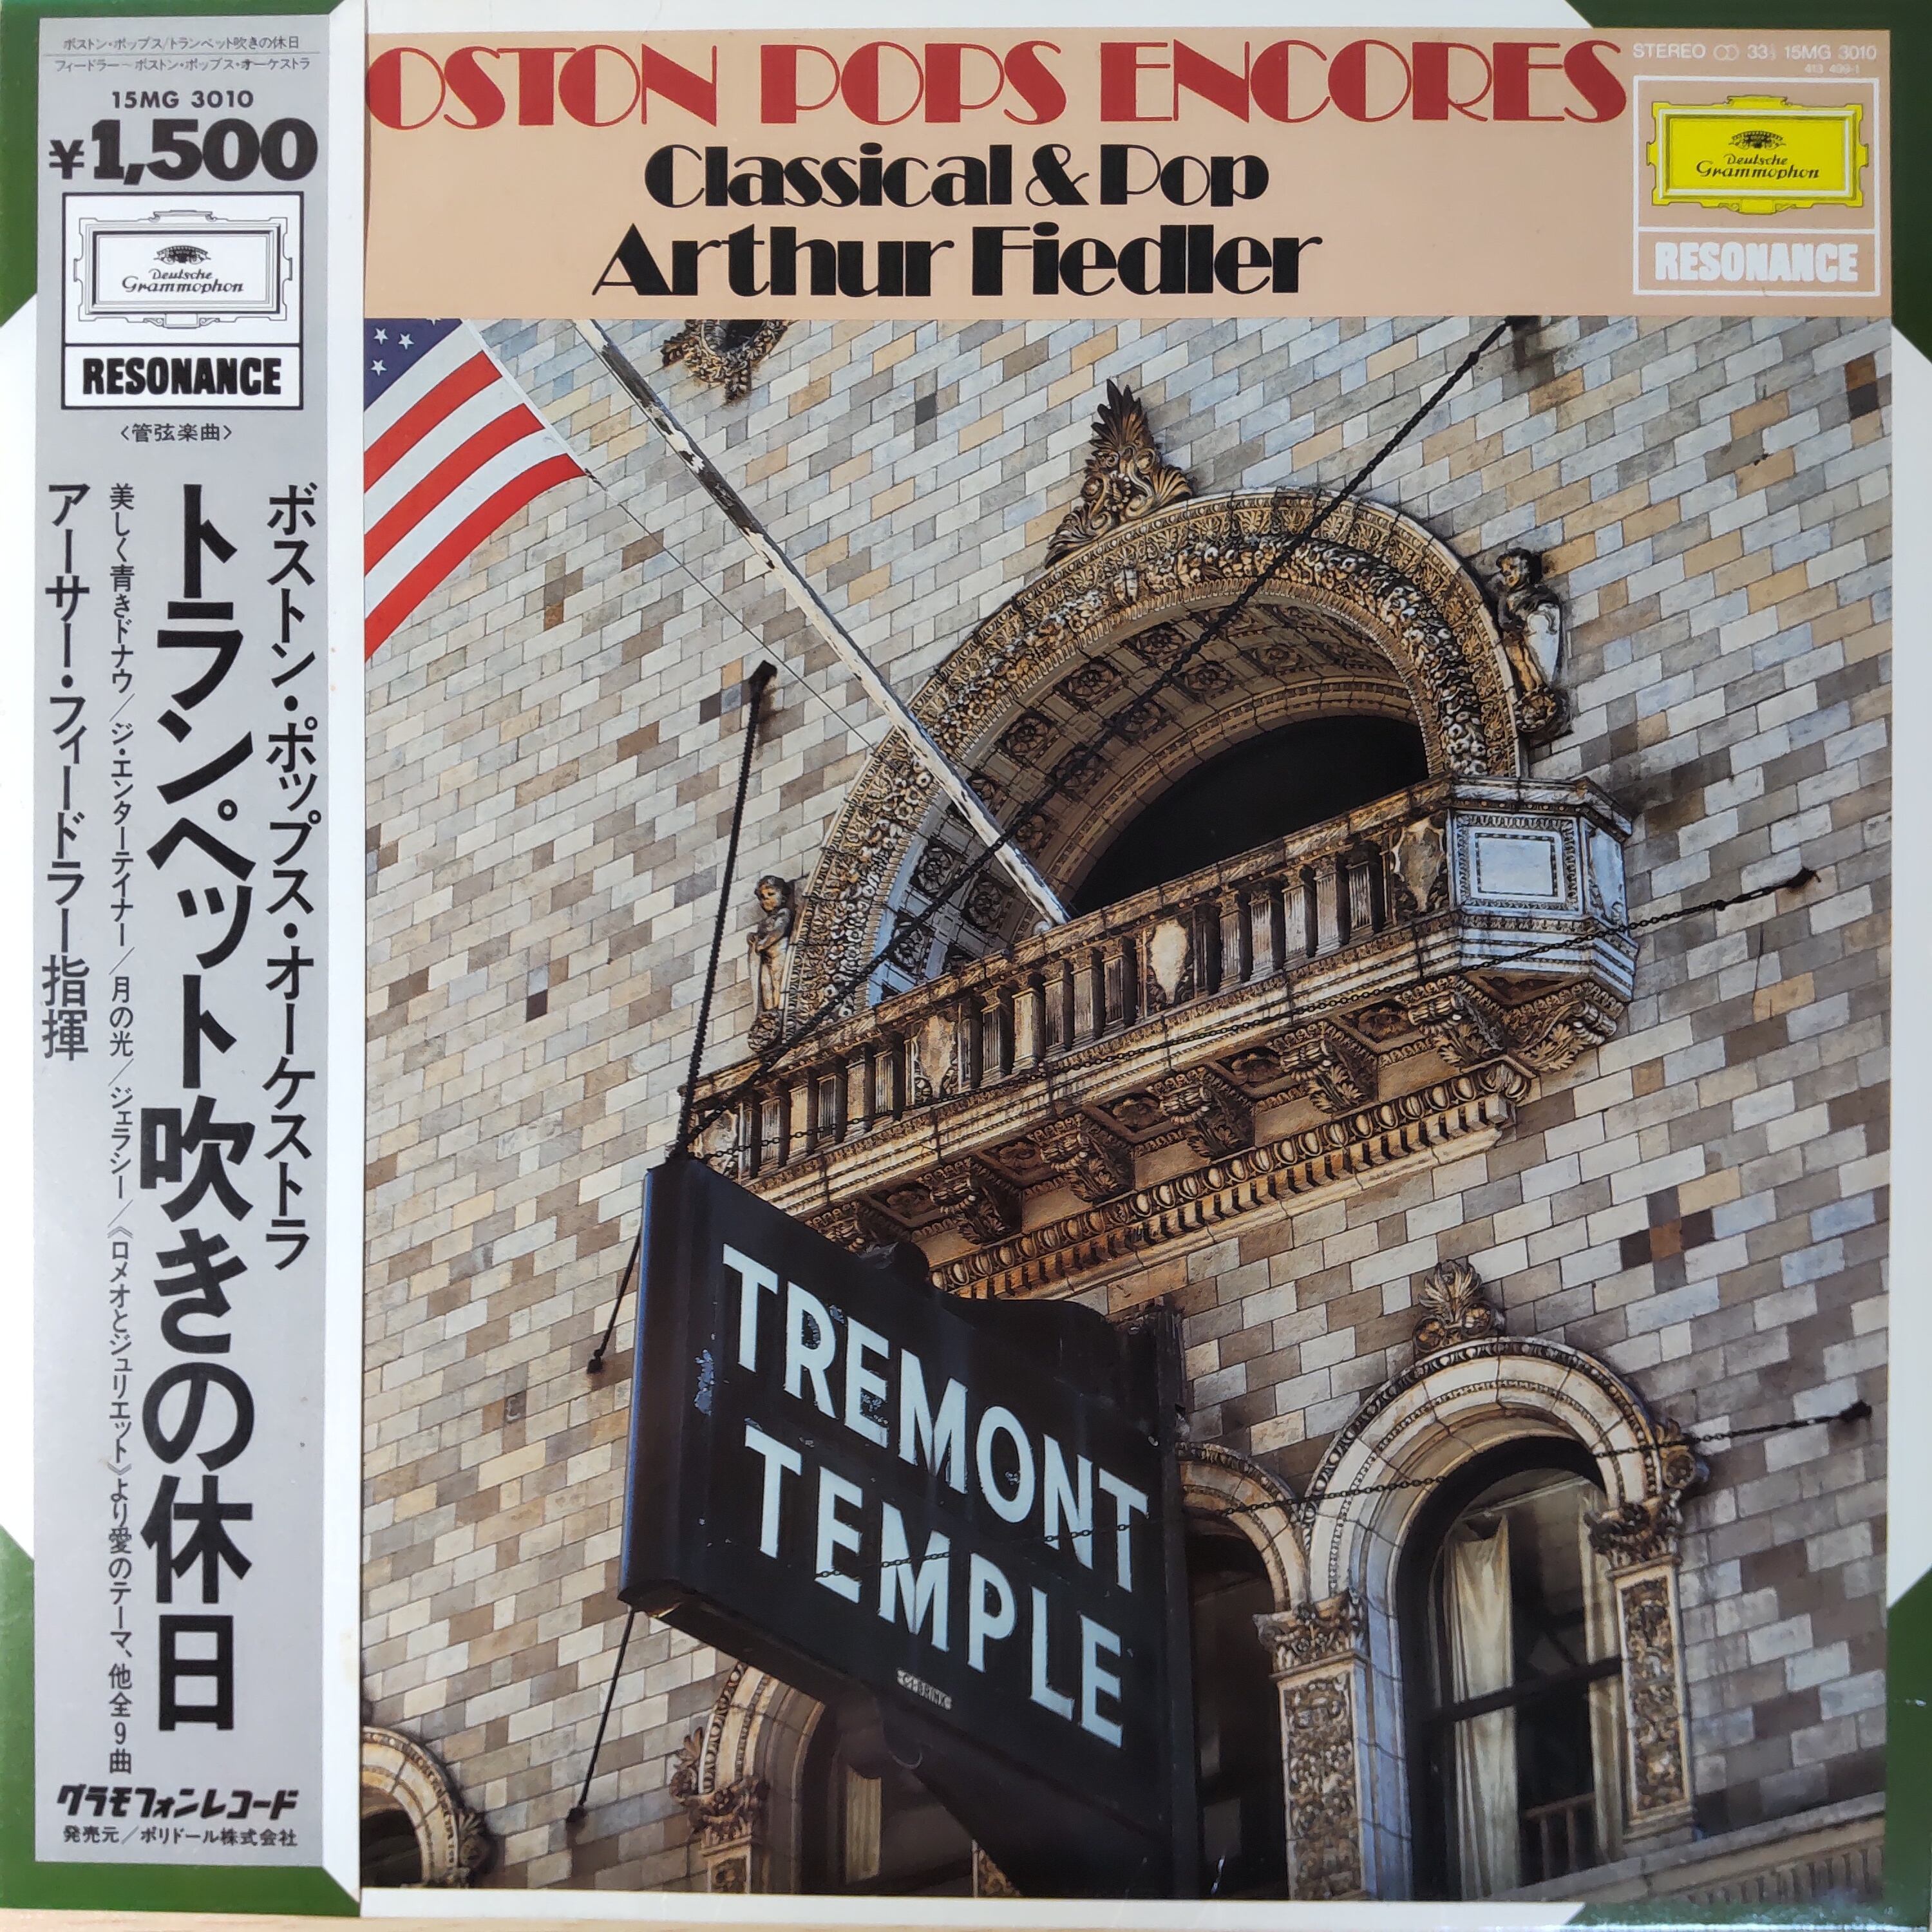 ボストン・ポップス/トランペット吹きの休日
フィードラー〜ボストン・ポップス・オーケストラ
15MG 3010
¥1,500
Deutsche
Grammophon
RESONANCE
〈管弦楽曲〉
ボストン・ポップス・オーケストラ
トランペット吹きの休日
美しく青きドナウ/ジ・エンターテイナー/月の光/ジェラシー/《ロメオとジュリエット》より愛のテーマ、他全9曲
アーサー・フィードラー指揮
グラモフォンレコード
発売元/ポリドール株式会社
OSTON POPS ENCORES
Classical & Pop
Arthur Fiedler
STEREO 33⅓ 15MG 3010
413 499-1
Deutsche
Grammophon
RESONANCE
TREMONT
TEMPLE